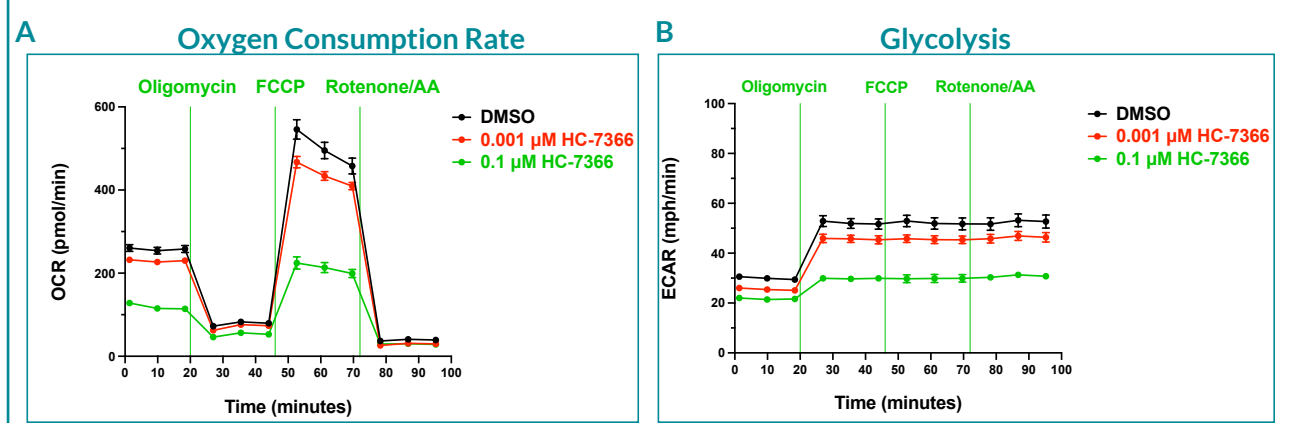 A
Oxygen Consumption Rate
Oligomycin FCCP Rotenone/AA
600
400
200
0
OCR (pmol/min)
DMSO
0.001 µM HC-7366
0.1 µM HC-7366
0 10 20 30 40 50 60 70 80 90 100
Time (minutes)
B
Glycolysis
Oligomycin FCCP Rotenone/AA
100
80
60
40
20
0
ECAR (mph/min)
DMSO
0.001 µM HC-7366
0.1 µM HC-7366
0 10 20 30 40 50 60 70 80 90 100
Time (minutes)